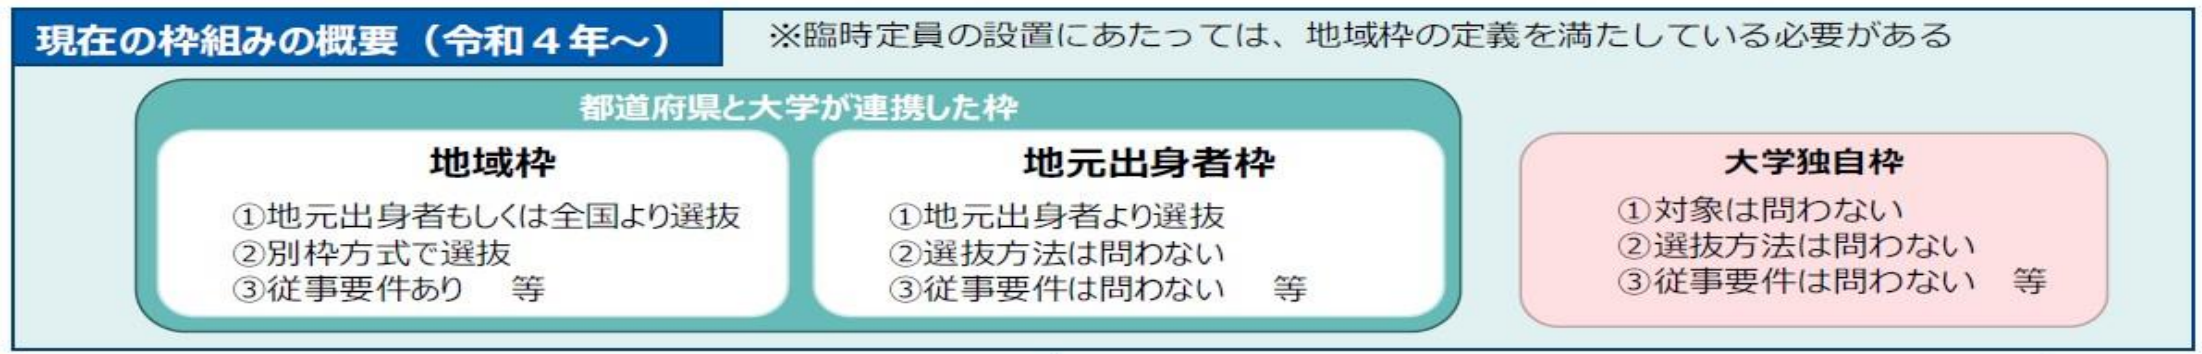 現在の枠組みの概要（令和４年～）
※臨時定員の設置にあたっては、地域枠の定義を満たしている必要がある
都道府県と大学が連携した枠
地域枠
①地元出身者もしくは全国より選抜
②別枠方式で選抜
③従事要件あり　等
地元出身者枠
①地元出身者より選抜
②選抜方法は問わない
③従事要件は問わない　等
大学独自枠
①対象は問わない
②選抜方法は問わない
③従事要件は問わない　等